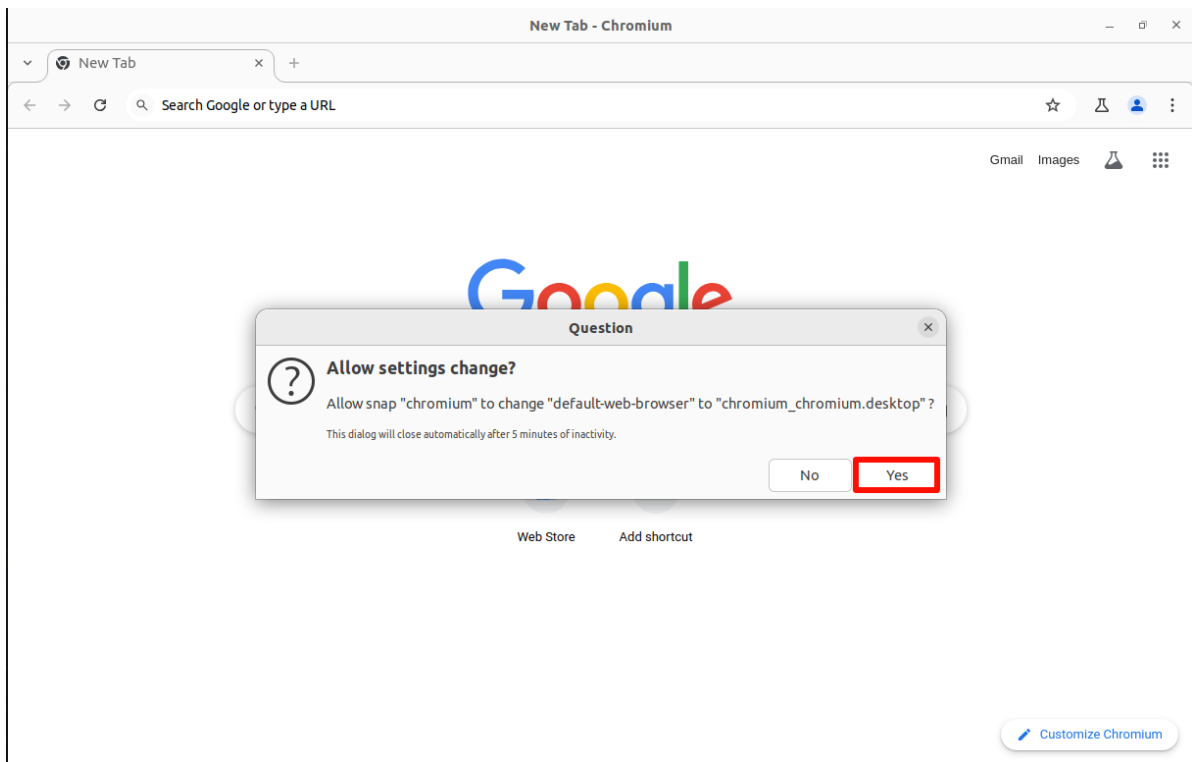 New Tab - Chromium
New Tab
Search Google or type a URL
Gmail Images
Google
Question
Allow settings change?
Allow snap "chromium" to change "default-web-browser" to "chromium_chromium.desktop" ?
This dialog will close automatically after 5 minutes of inactivity.
No Yes
Web Store Add shortcut
Customize Chromium